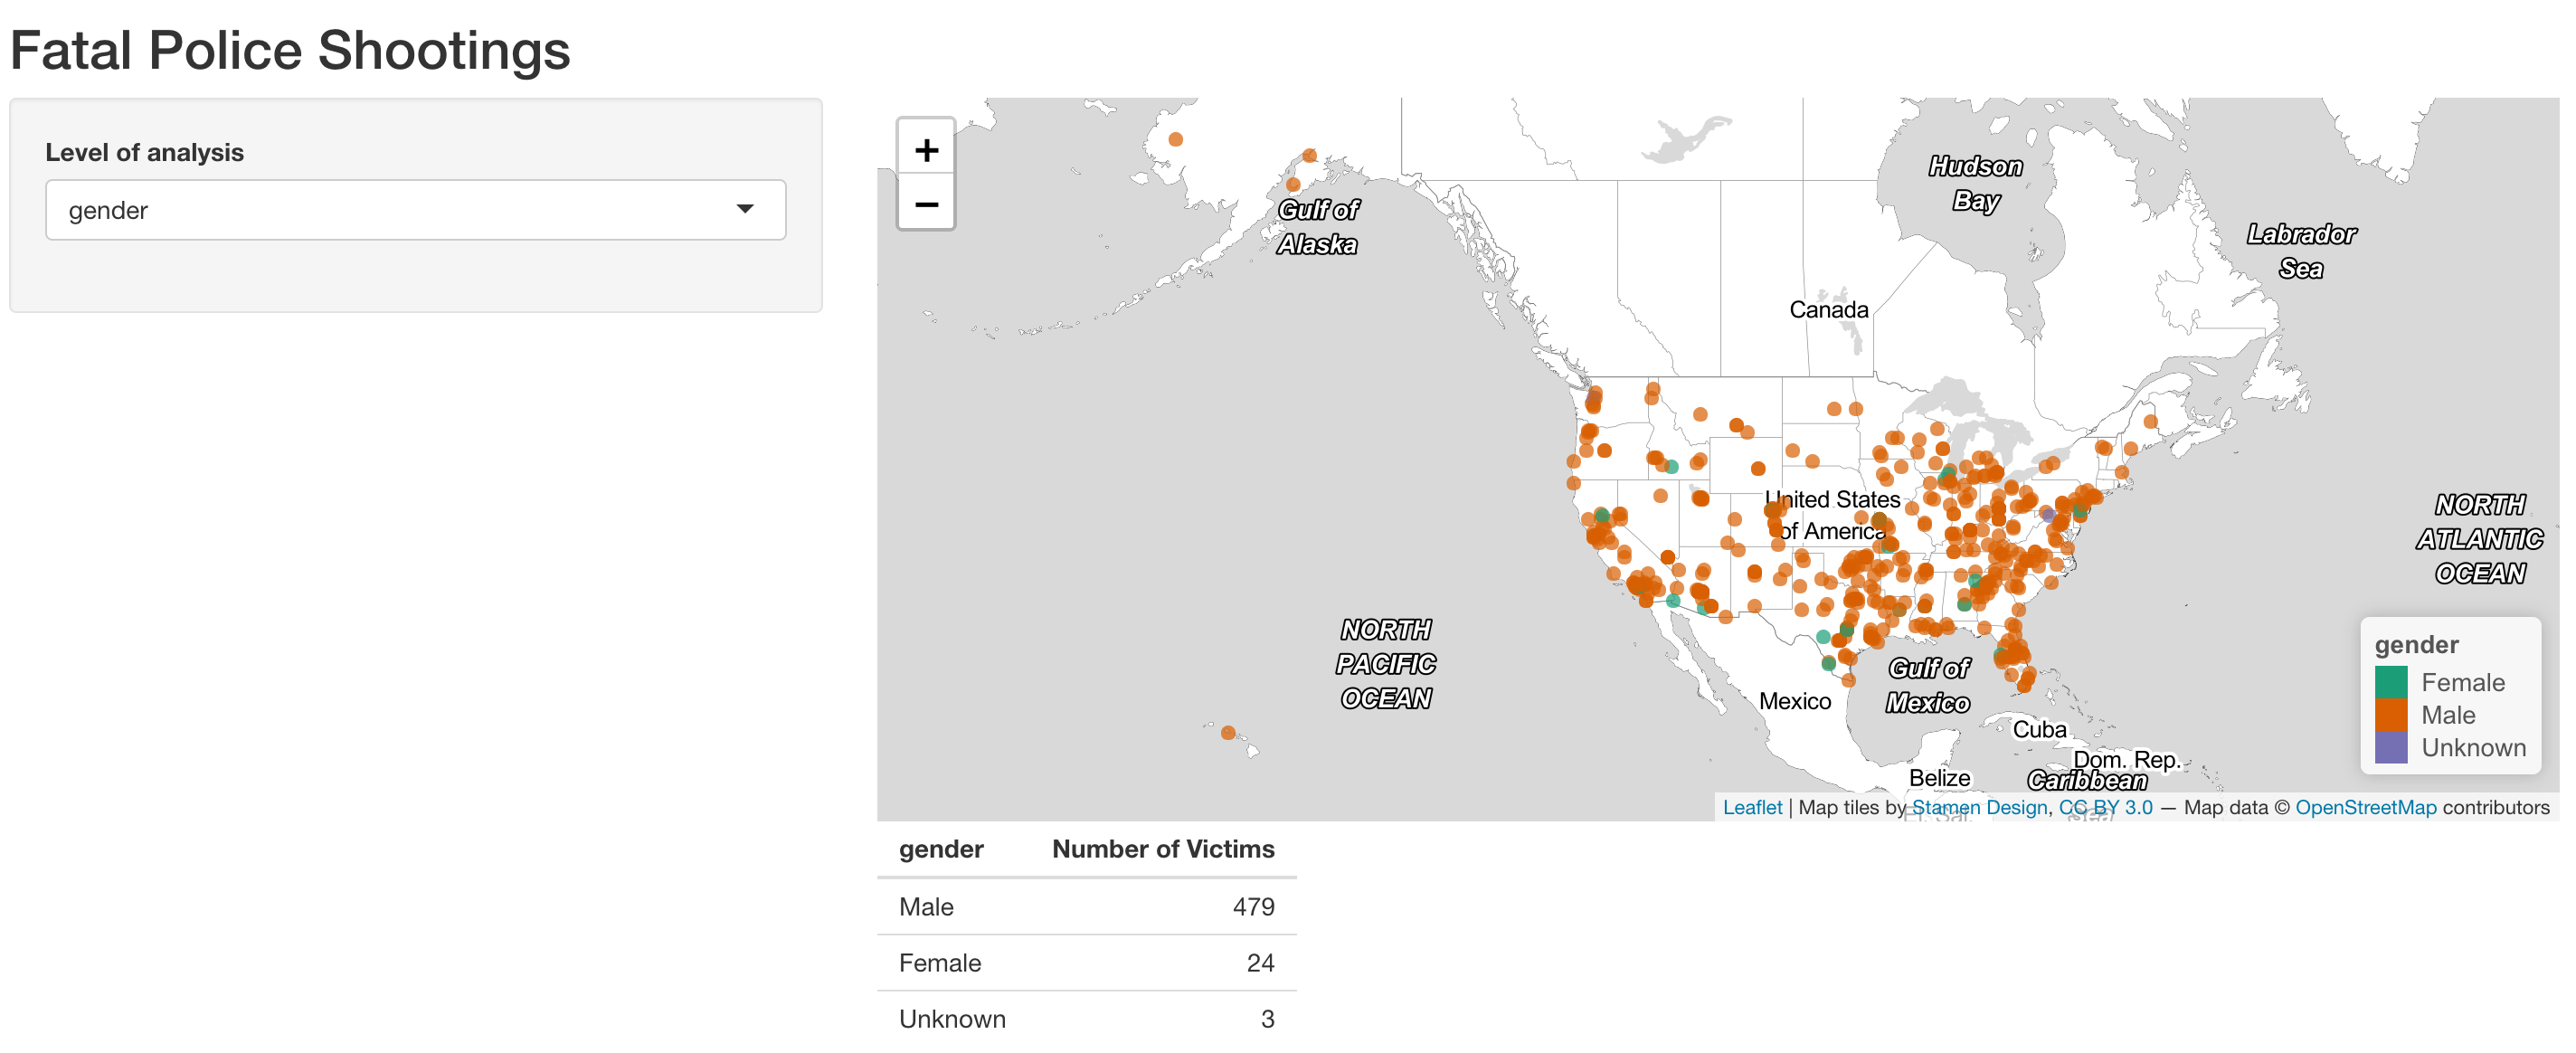 Fatal Police Shootings
Level of analysis
gender
+
−
Gulf of
Alaska
Hudson
Bay
Labrador
Sea
Canada
United States
of America
NORTH
PACIFIC
OCEAN
NORTH
ATLANTIC
OCEAN
Gulf of
Mexico
Mexico
Cuba
Dom. Rep.
Belize
Caribbean
Sea
El. Sal.
gender
Female
Male
Unknown
Leaflet | Map tiles by Stamen Design, CC BY 3.0 — Map data © OpenStreetMap contributors
gender Number of Victims
Male 479
Female 24
Unknown 3